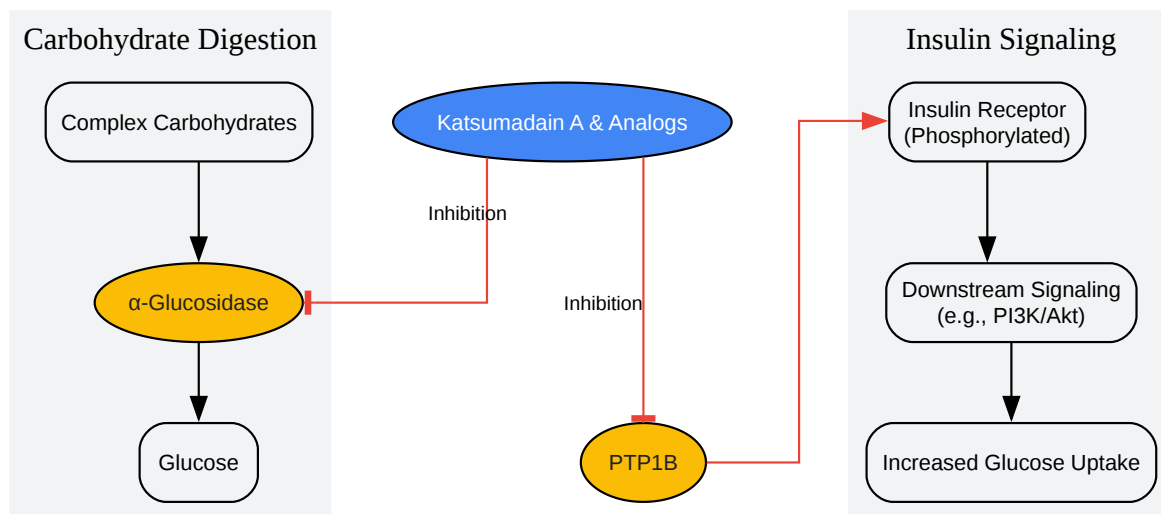 Carbohydrate Digestion
Insulin Signaling
Complex Carbohydrates
Katsumadain A & Analogs
Insulin Receptor
(Phosphorylated)
Inhibition
α-Glucosidase
Inhibition
Downstream Signaling
(e.g., PI3K/Akt)
Glucose
PTP1B
Increased Glucose Uptake